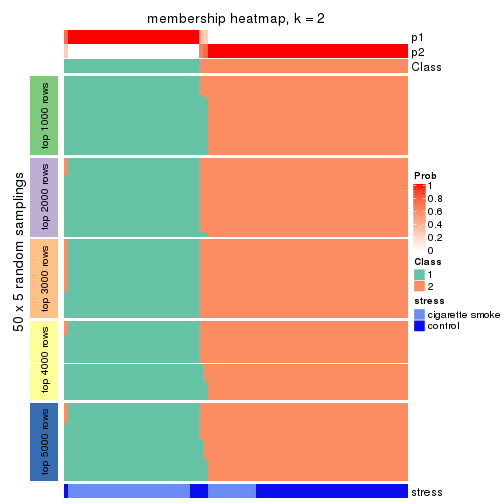 membership heatmap, k = 2
p1
p2
Class
50 x 5 random samplings
top 1000 rows
top 2000 rows
top 3000 rows
top 4000 rows
top 5000 rows
stress
Prob
1
0.8
0.6
0.4
0.2
0
Class
1
2
stress
cigarette smoke
control